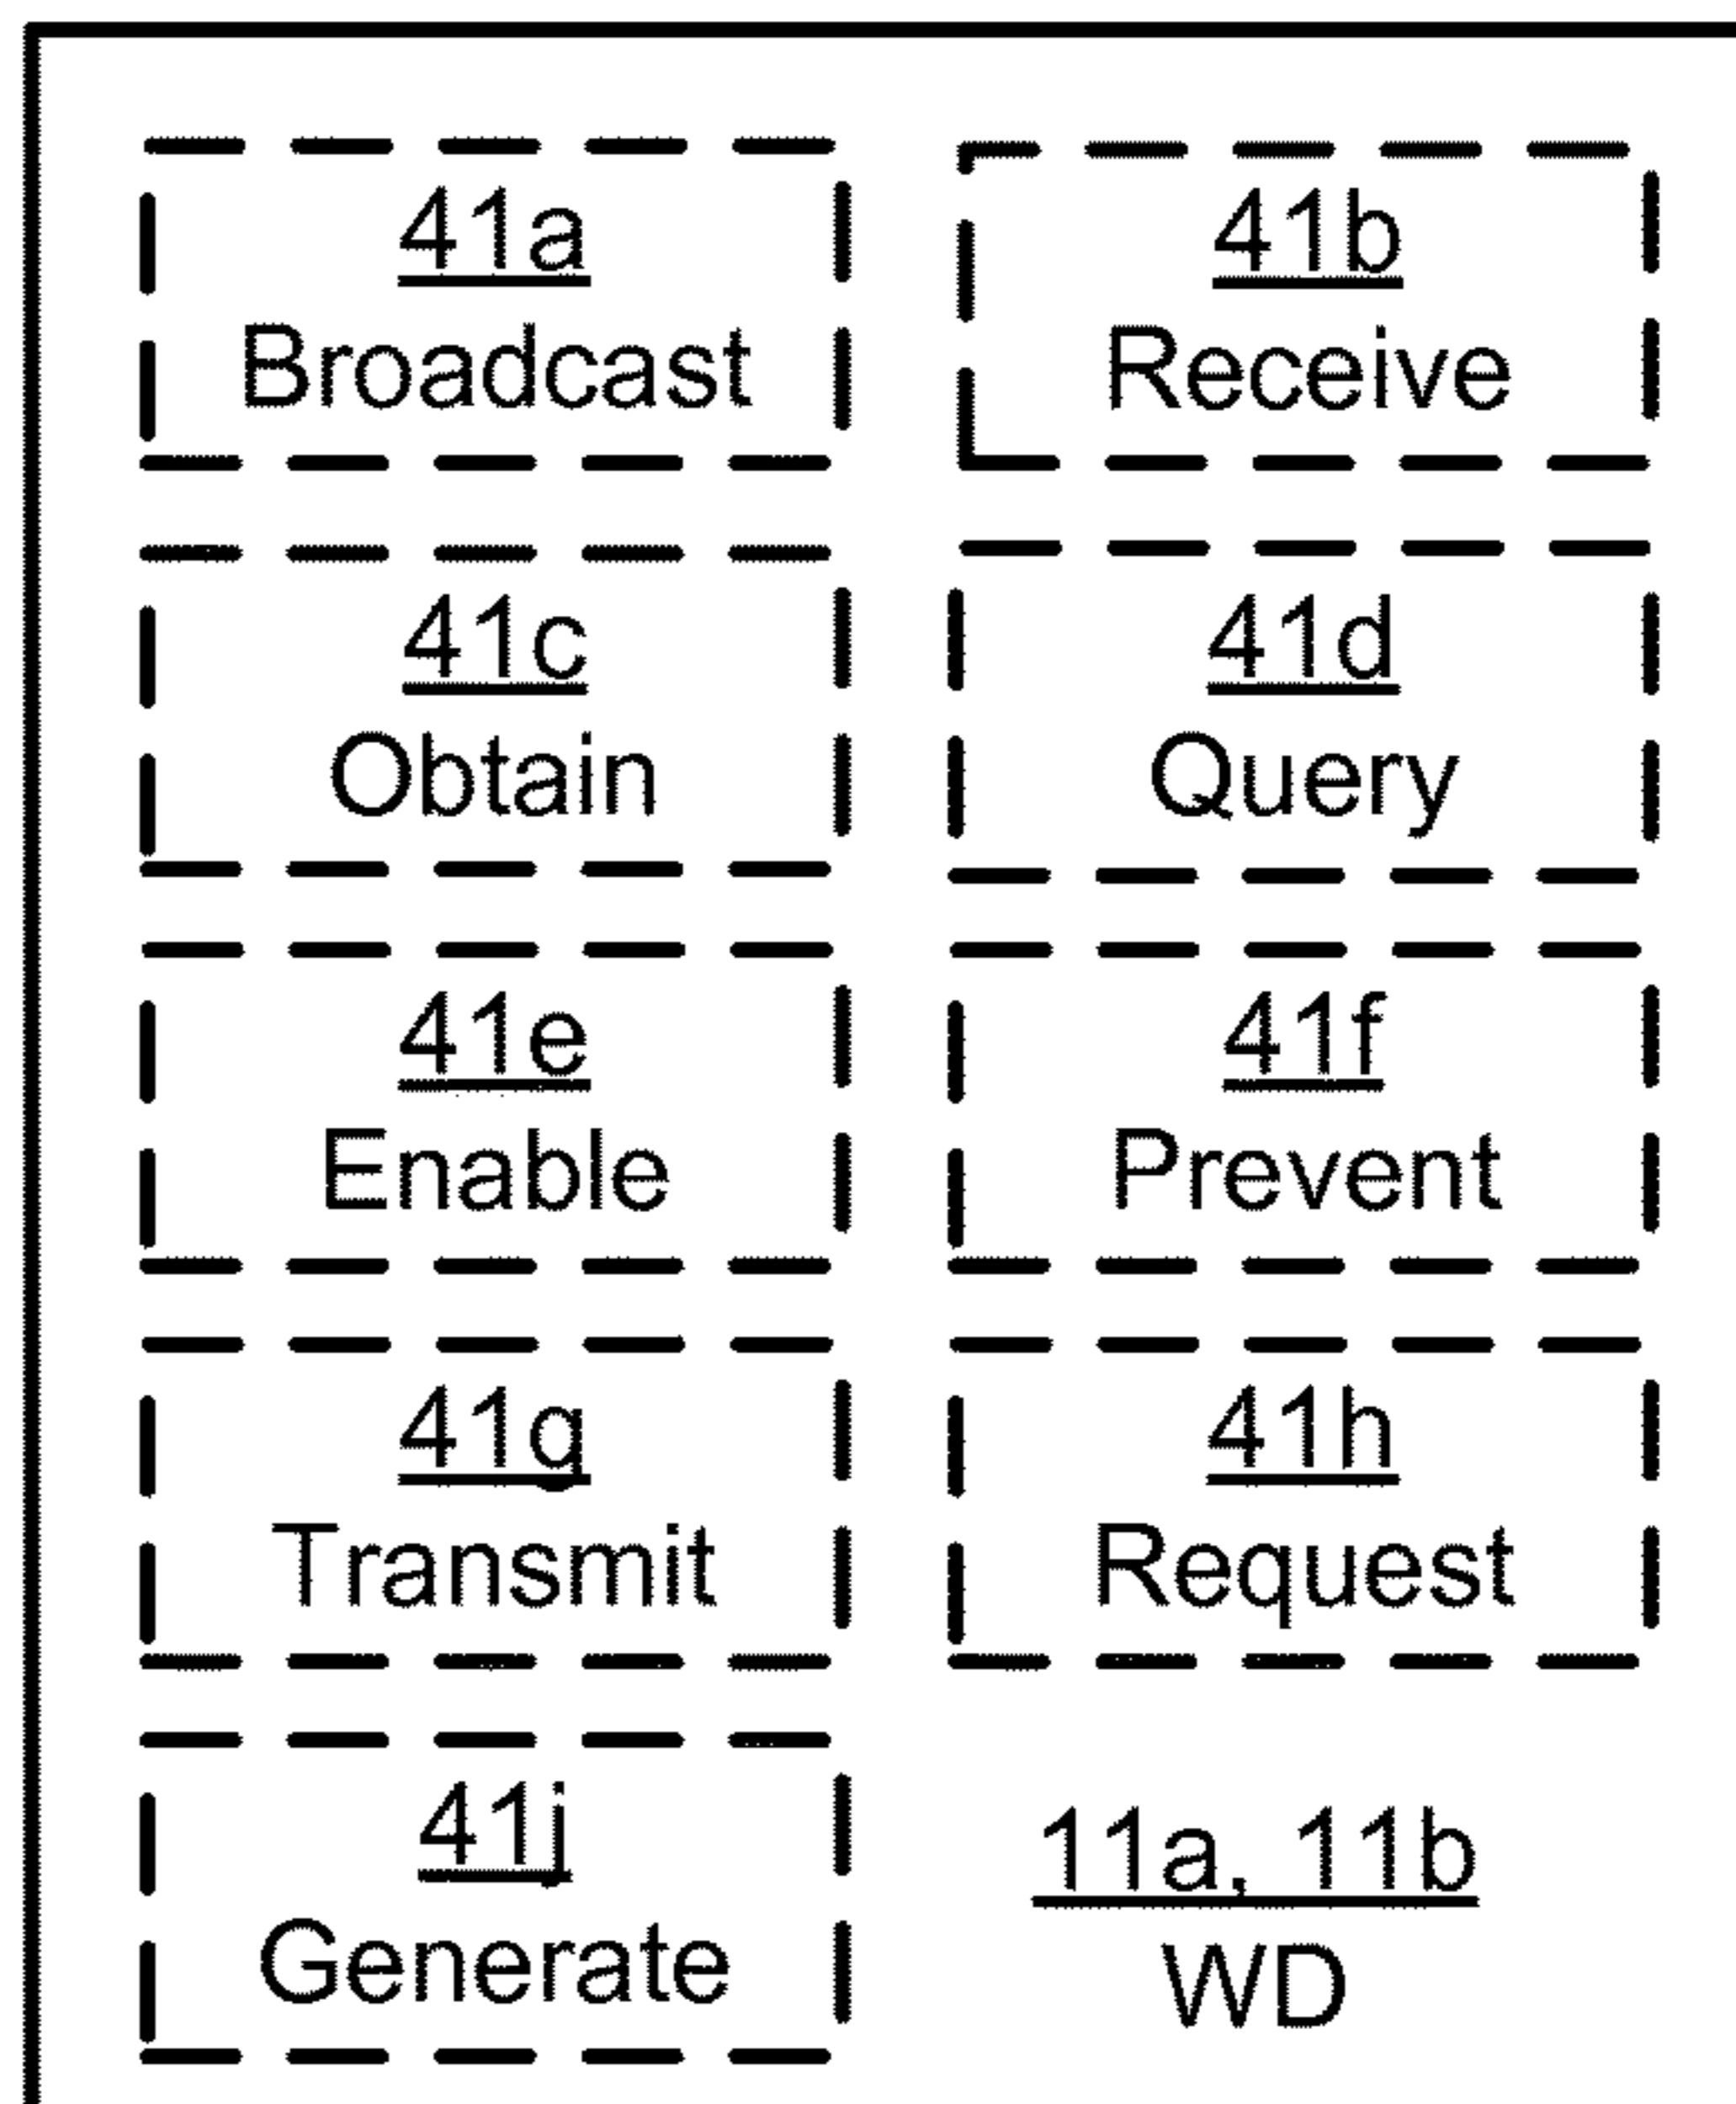 41a
Broadcast
41b
Receive
41c
Obtain
41d
Query
41e
Enable
41f
Prevent
41g
Transmit
41h
Request
41j
Generate
11a, 11b
WD